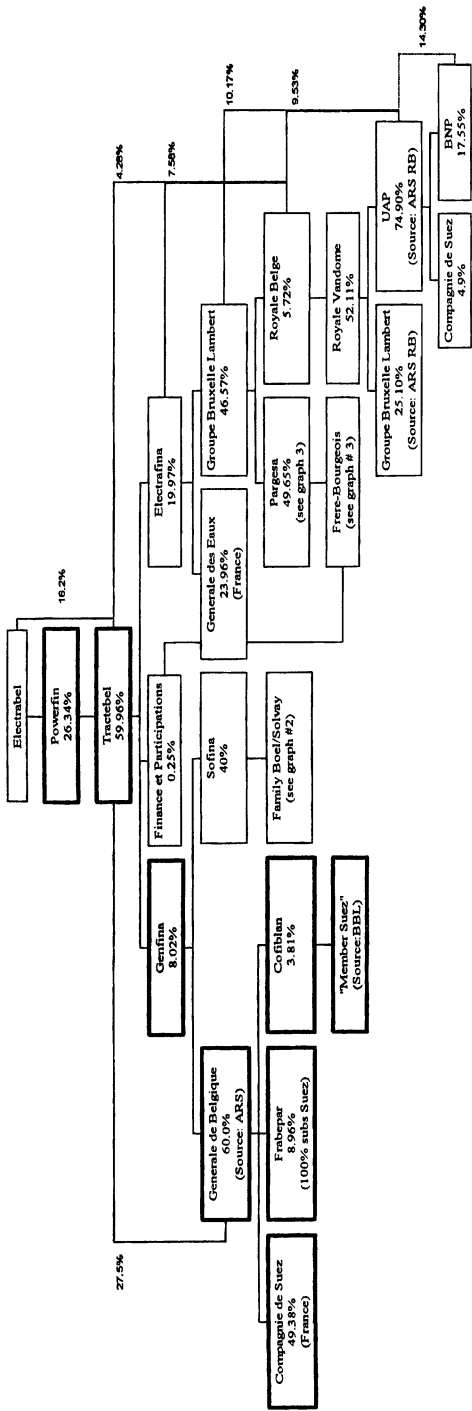 Electrabel
18.2%
Powerfin
26.34%
Tractebel
59.96%
27.5%
4.28%
Genfina
8.02%
Finance et Participations
0.25%
Electrafina
19.97%
7.58%
Generale de Belgique
60.0%
(Source: ARS)
Sofina
40%
Generale des Eaux
23.96%
(France)
Groupe Bruxelle Lambert
46.57%
10.17%
Compagnie de Suez
49.38%
(France)
Frabepar
8.96%
(100% subs Suez)
Cofiblan
3.81%
Family Boel/Solvay
(see graph #2)
Pargesa
49.65%
(see graph 3)
Royale Belge
5.72%
9.53%
"Member Suez"
(Source:BBL)
Frere-Bourgeois
(see graph # 3)
Royale Vandome
52.11%
Groupe Bruxelle Lambert
25.10%
(Source: ARS RB)
UAP
74.90%
(Source: ARS RB)
14.30%
Compagnie de Suez
4.9%
BNP
17.55%